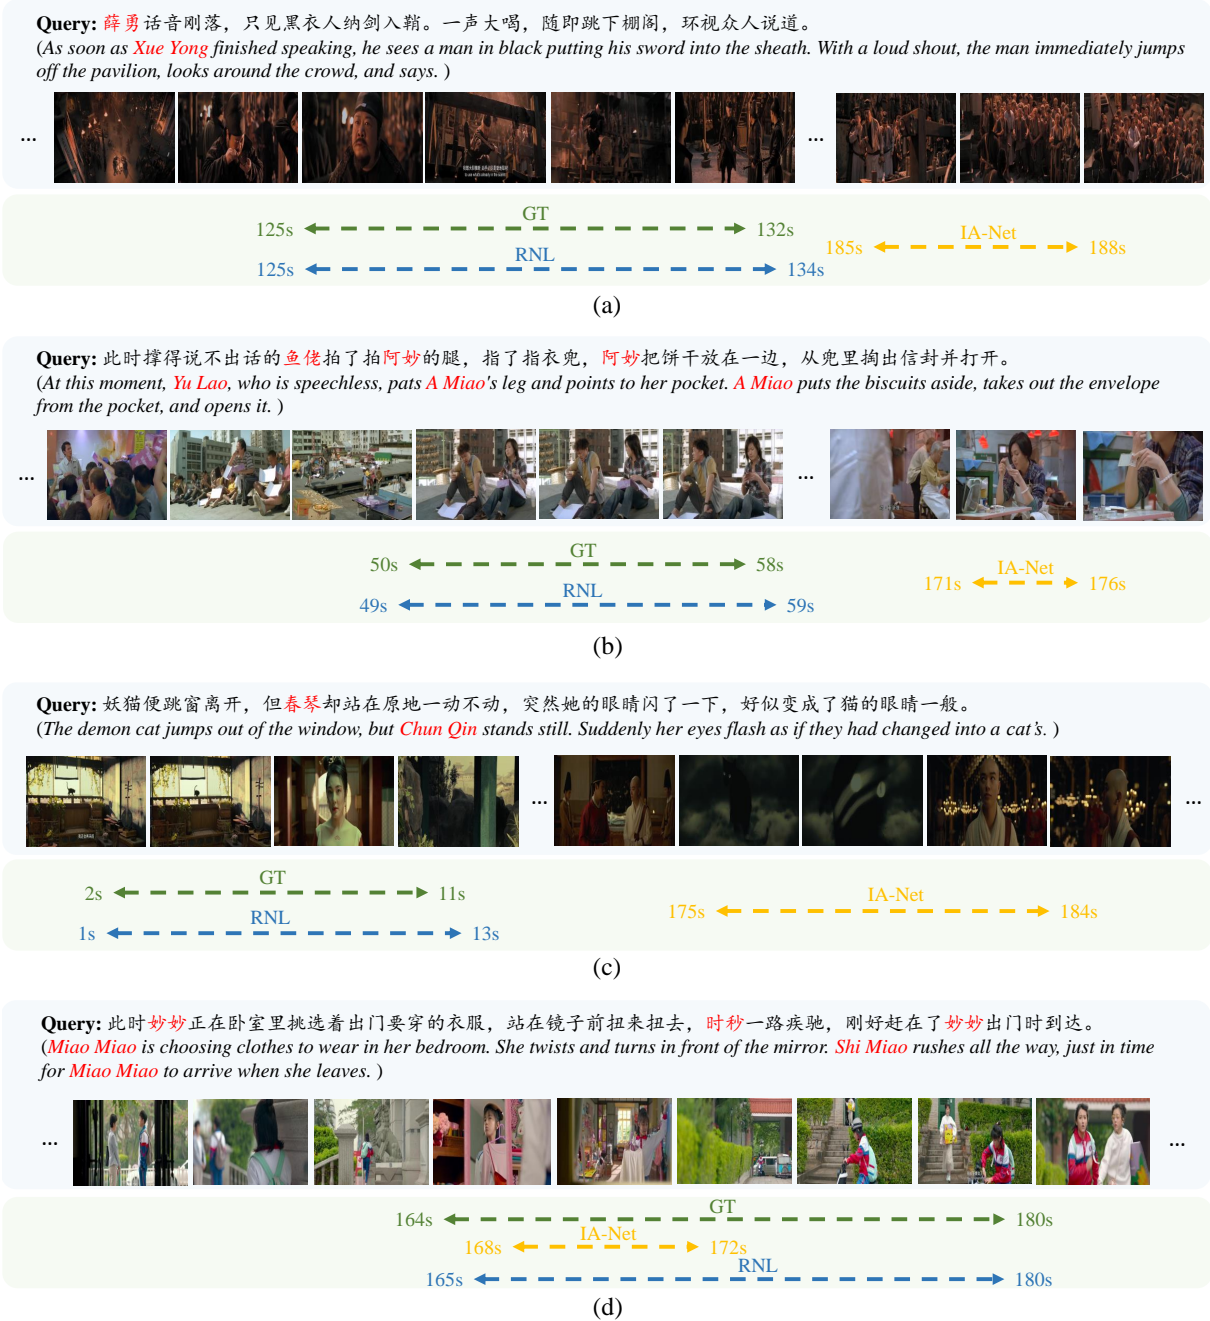 Query: 薛勇话音刚落，只见黑衣人纳剑入鞘。一声大喝，随即跳下棚阁，环视众人说道。
(As soon as Xue Yong finished speaking, he sees a man in black putting his sword into the sheath. With a loud shout, the man immediately jumps
off the pavilion, looks around the crowd, and says. )
...
...
GT
125s
132s
IA-Net
185s
188s
RNL
125s
134s
(a)
Query: 此时撑得说不出话的鱼佬拍了拍阿妙的腿，指了指衣兜，阿妙把饼干放在一边，从兜里掏出信封并打开。
(At this moment, Yu Lao, who is speechless, pats A Miao's leg and points to her pocket. A Miao puts the biscuits aside, takes out the envelope
from the pocket, and opens it. )
...
...
GT
50s
58s
IA-Net
171s
176s
RNL
49s
59s
(b)
Query: 妖猫便跳窗离开，但春琴却站在原地一动不动，突然她的眼睛闪了一下，好似变成了猫的眼睛一般。
(The demon cat jumps out of the window, but Chun Qin stands still. Suddenly her eyes flash as if they had changed into a cat's. )
...
...
GT
2s
11s
IA-Net
175s
184s
RNL
1s
13s
(c)
Query: 此时妙妙正在卧室里挑选着出门要穿的衣服，站在镜子前扭来扭去，时秒一路疾驰，刚好赶在了妙妙出门时到达。
(Miao Miao is choosing clothes to wear in her bedroom. She twists and turns in front of the mirror. Shi Miao rushes all the way, just in time
for Miao Miao to arrive when she leaves. )
...
...
GT
164s
180s
IA-Net
168s
172s
RNL
165s
180s
(d)